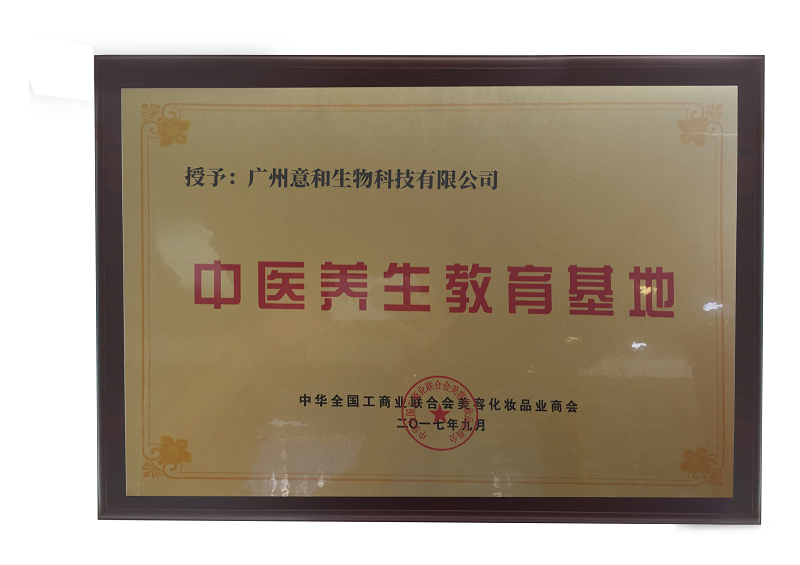 授予：广州意和生物科技有限公司
中医养生教育基地
中华全国工商业联合会美容化妆品业商会
二〇一七年九月